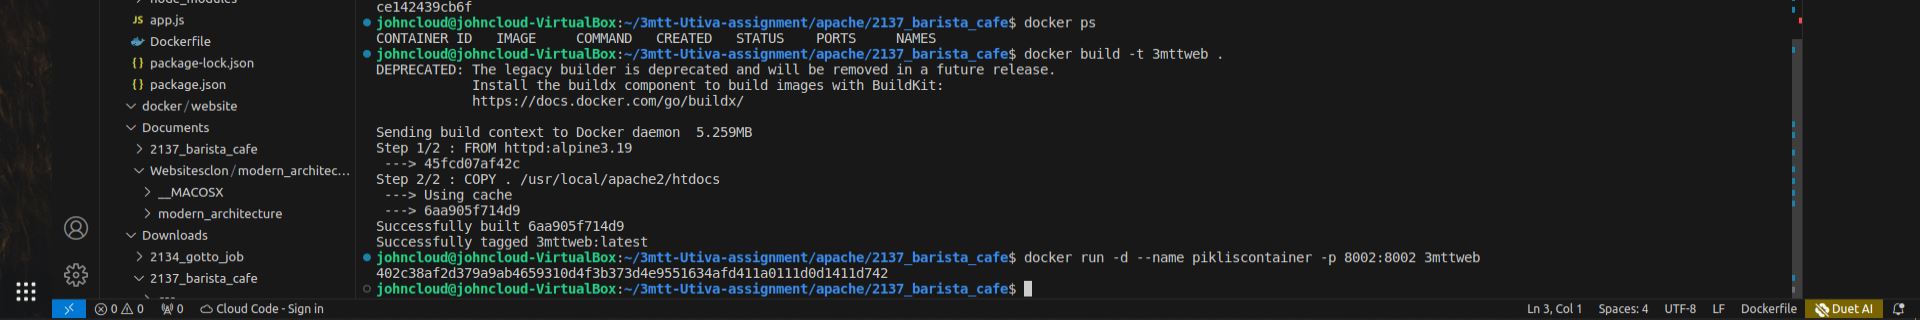 node_modules
app.js
Dockerfile
package-lock.json
package.json
docker/website
Documents
2137_barista_cafe
Websitesclon/modern_architec...
__MACOSX
modern_architecture
Downloads
2134_gotto_job
2137_barista_cafe
ce142439cb6f
johncloud@johncloud-VirtualBox:~/3mtt-Utiva-assignment/apache/2137_barista_cafe$ docker ps
CONTAINER ID   IMAGE     COMMAND   CREATED   STATUS    PORTS     NAMES
johncloud@johncloud-VirtualBox:~/3mtt-Utiva-assignment/apache/2137_barista_cafe$ docker build -t 3mttweb .
DEPRECATED: The legacy builder is deprecated and will be removed in a future release.
            Install the buildx component to build images with BuildKit:
            https://docs.docker.com/go/buildx/
Sending build context to Docker daemon  5.259MB
Step 1/2 : FROM httpd:alpine3.19
 ---> 45fcd07af42c
Step 2/2 : COPY . /usr/local/apache2/htdocs
 ---> Using cache
 ---> 6aa905f714d9
Successfully built 6aa905f714d9
Successfully tagged 3mttweb:latest
johncloud@johncloud-VirtualBox:~/3mtt-Utiva-assignment/apache/2137_barista_cafe$ docker run -d --name pikliscontainer -p 8002:8002 3mttweb
402c38af2d379a9ab4659310d4f3b373d4e9551634afd411a0111d0d1411d742
johncloud@johncloud-VirtualBox:~/3mtt-Utiva-assignment/apache/2137_barista_cafe$
0 0 0 Cloud Code - Sign in Ln 3, Col 1 Spaces: 4 UTF-8 LF Dockerfile Duet AI